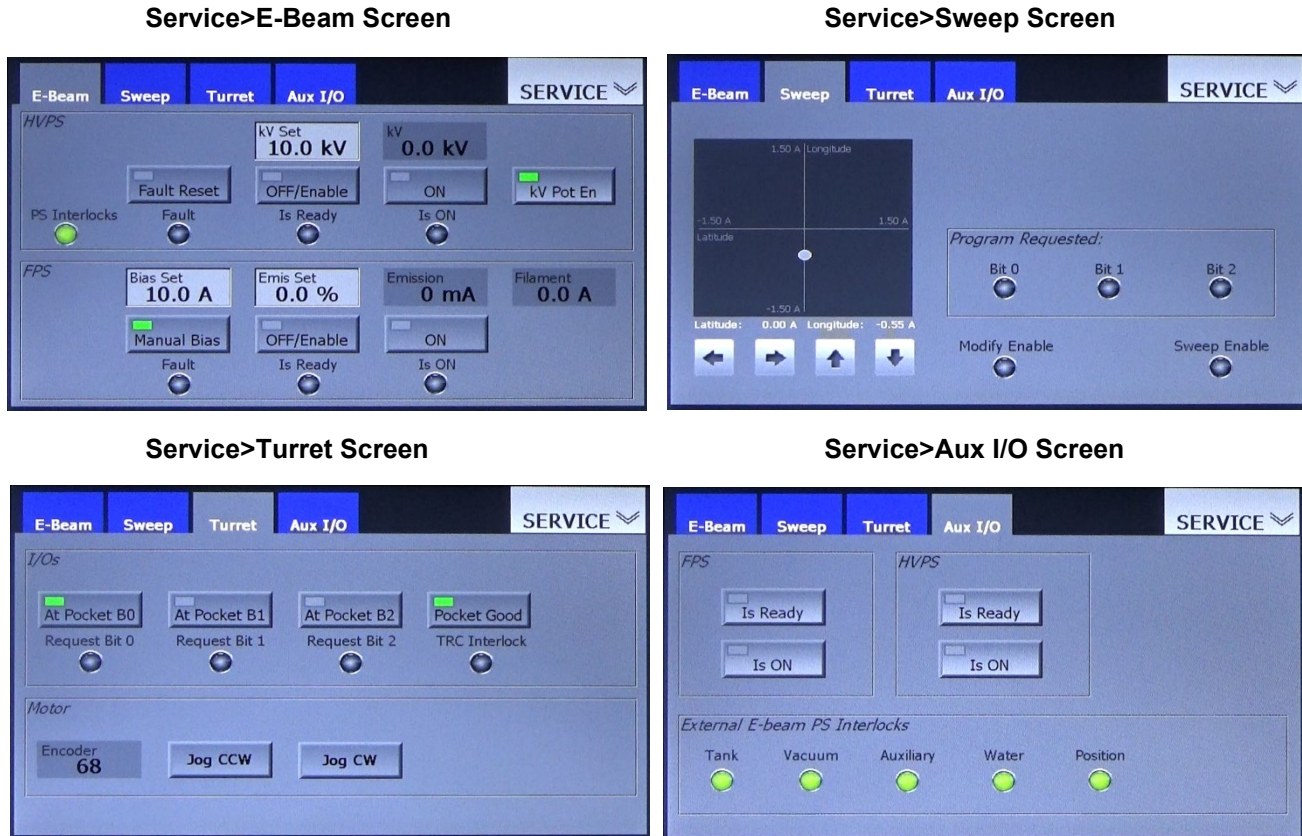 Service>E-Beam Screen
E-Beam Sweep Turret Aux I/O SERVICE
HVPS
kV Set kV
10.0 kV 0.0 kV
Fault Reset OFF/Enable ON kV Pot En
PS Interlocks Fault Is Ready Is ON
FPS
Bias Set Emis Set Emission Filament
10.0 A 0.0 % 0 mA 0.0 A
Manual Bias OFF/Enable ON
Fault Is Ready Is ON
Service>Sweep Screen
E-Beam Sweep Turret Aux I/O SERVICE
1.50 A Longitude
-1.50 A 1.50 A
Latitude
-1.50 A
Latitude: 0.00 A Longitude: -0.55 A
Program Requested:
Bit 0 Bit 1 Bit 2
Modify Enable Sweep Enable
Service>Turret Screen
E-Beam Sweep Turret Aux I/O SERVICE
I/Os
At Pocket B0 At Pocket B1 At Pocket B2 Pocket Good
Request Bit 0 Request Bit 1 Request Bit 2 TRC Interlock
Motor
Encoder
68 Jog CCW Jog CW
Service>Aux I/O Screen
E-Beam Sweep Turret Aux I/O SERVICE
FPS HVPS
Is Ready Is Ready
Is ON Is ON
External E-beam PS Interlocks
Tank Vacuum Auxiliary Water Position